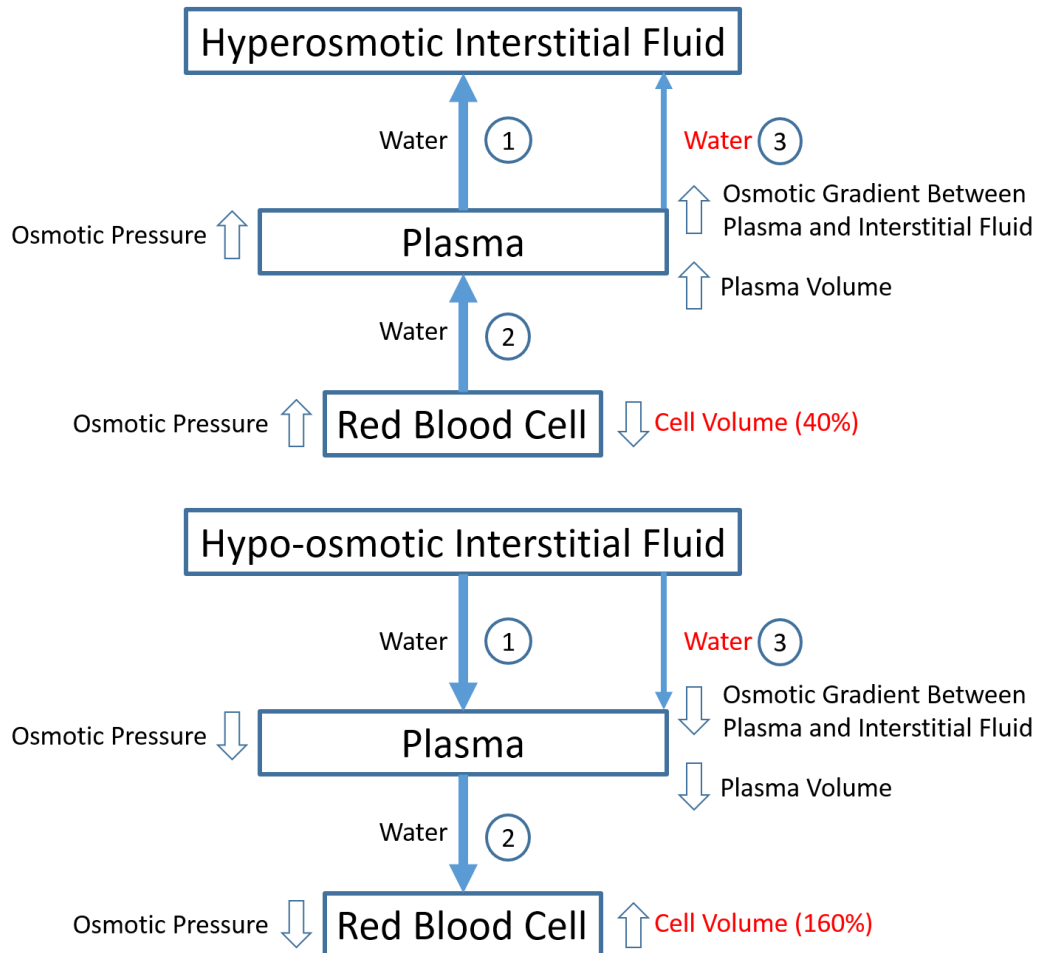 Hyperosmotic Interstitial Fluid
Water 1
Water 3
Osmotic Gradient Between
Plasma and Interstitial Fluid
Osmotic Pressure
Plasma
Plasma Volume
Water 2
Osmotic Pressure
Red Blood Cell
Cell Volume (40%)
Hypo-osmotic Interstitial Fluid
Water 1
Water 3
Osmotic Gradient Between
Plasma and Interstitial Fluid
Osmotic Pressure
Plasma
Plasma Volume
Water 2
Osmotic Pressure
Red Blood Cell
Cell Volume (160%)